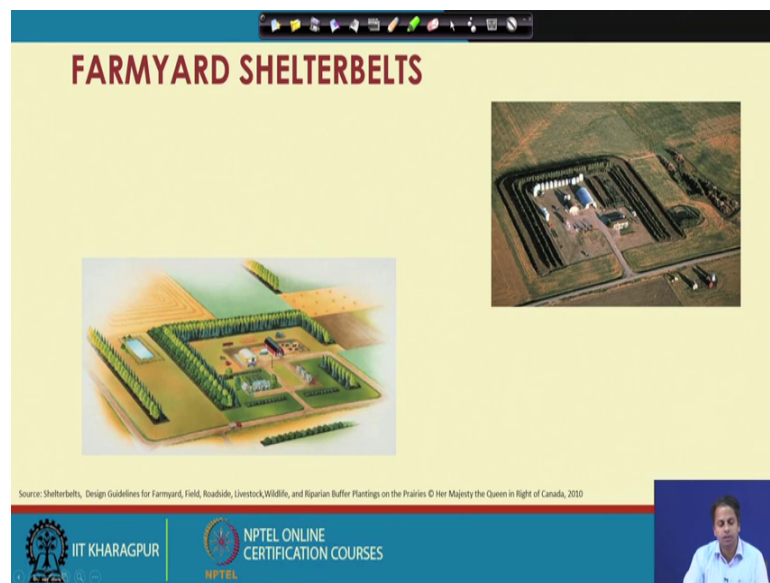 FARMYARD SHELTERBELTS
Source: Shelterbelts, Design Guidelines for Farmyard, Field, Roadside, Livestock,Wildlife, and Riparian Buffer Plantings on the Prairies © Her Majesty the Queen in Right of Canada, 2010
IIT KHARAGPUR
NPTEL
NPTEL ONLINE
CERTIFICATION COURSES